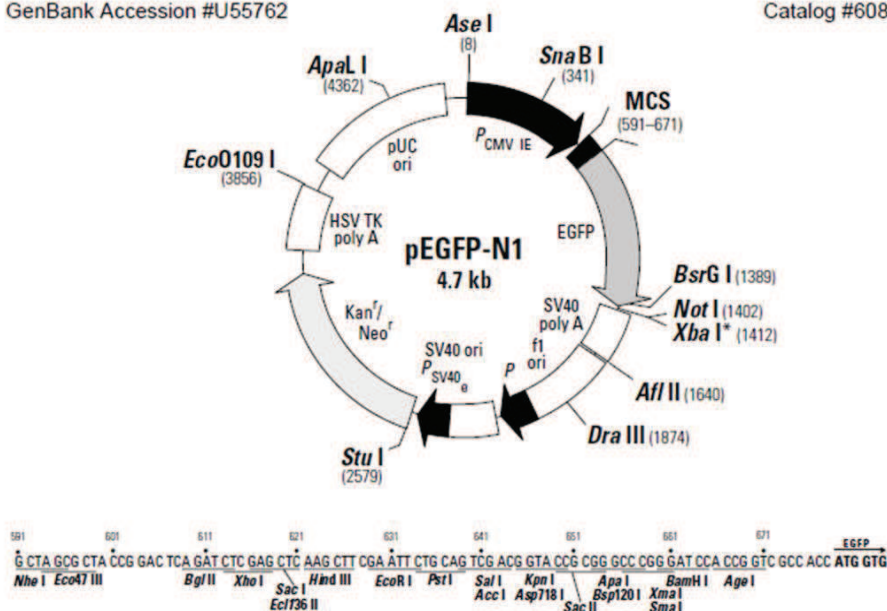 GenBank Accession #U55762
Catalog #608
Ase I
(8)
SnaB I
(341)
ApaL I
(4362)
MCS
(591–671)
PCMV IE
pUC
ori
EcoO109 I
(3856)
HSV TK
poly A
EGFP
pEGFP-N1
4.7 kb
BsrG I (1389)
Not I (1402)
Xba I* (1412)
SV40
poly A
Kanr/
Neor
f1
ori
SV40 ori
PSV40e
P
Afl II (1640)
Dra III (1874)
Stu I
(2579)
591 601 611 621 631 641 651 661 671 EGFP
G CTA GCG CTA CCG GAC TCA GAT CTC GAG CTC AAG CTT CGA ATT CTG CAG TCG ACG GTA CCG CGG GCC CGG GAT CCA CCG GTC GCC ACC ATG GTG
Nhe I Eco47 III Bgl II Xho I Hind III EcoR I Pst I Sal I Kpn I Apa I BamH I Age I
Sac I Acc I Asp718 I Bsp120 I Xma I
Ecl136 II Sac II Sma I